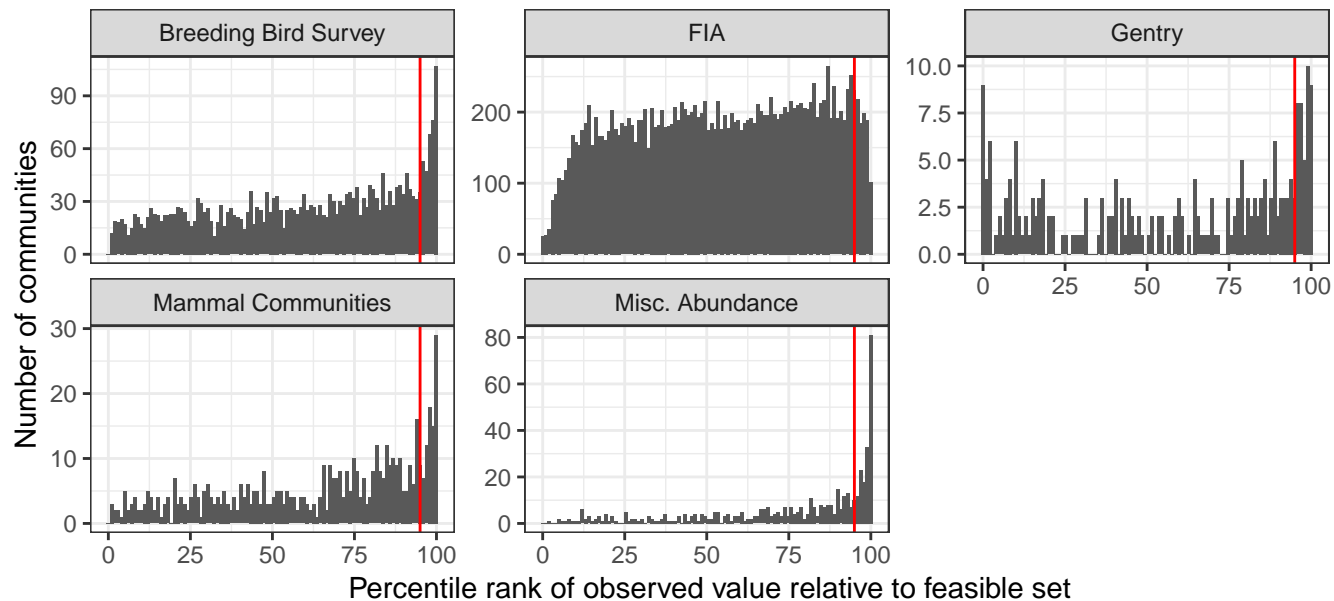 Breeding Bird Survey
FIA
Gentry
Number of communities
90
60
30
0
200
100
0
10.0
7.5
5.0
2.5
0.0
0 25 50 75 100
Mammal Communities
Misc. Abundance
30
20
10
0
80
60
40
20
0
0 25 50 75 100
0 25 50 75 100
Percentile rank of observed value relative to feasible set